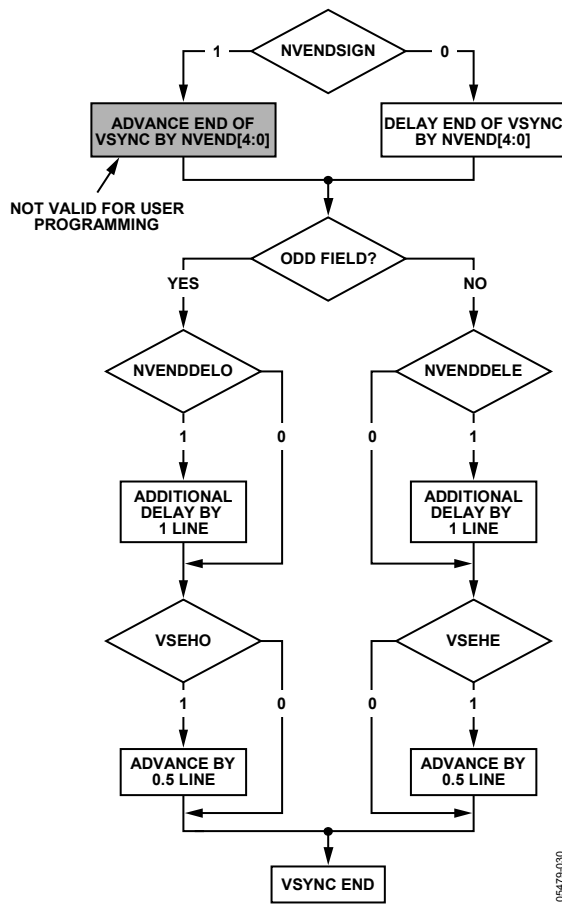 NVENDSIGN
1
0
ADVANCE END OF
VSYNC BY NVEND[4:0]
DELAY END OF VSYNC
BY NVEND[4:0]
NOT VALID FOR USER
PROGRAMMING
ODD FIELD?
YES
NO
NVENDDELO
NVENDDELE
1
0
0
1
ADDITIONAL
DELAY BY
1 LINE
ADDITIONAL
DELAY BY
1 LINE
VSEHO
VSEHE
1
0
0
1
ADVANCE BY
0.5 LINE
ADVANCE BY
0.5 LINE
VSYNC END
05479-030